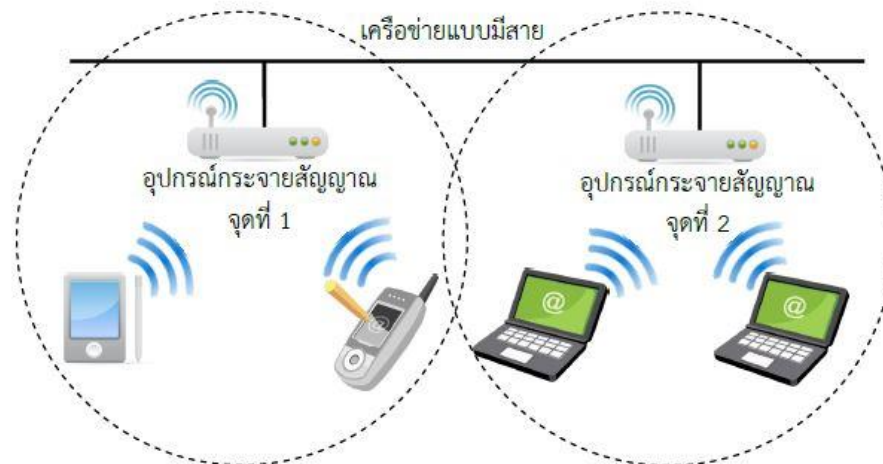 เครือข่ายแบบมีสาย
อุปกรณ์กระจายสัญญาณ
จุดที่ 1
อุปกรณ์กระจายสัญญาณ
จุดที่ 2
@
@
@